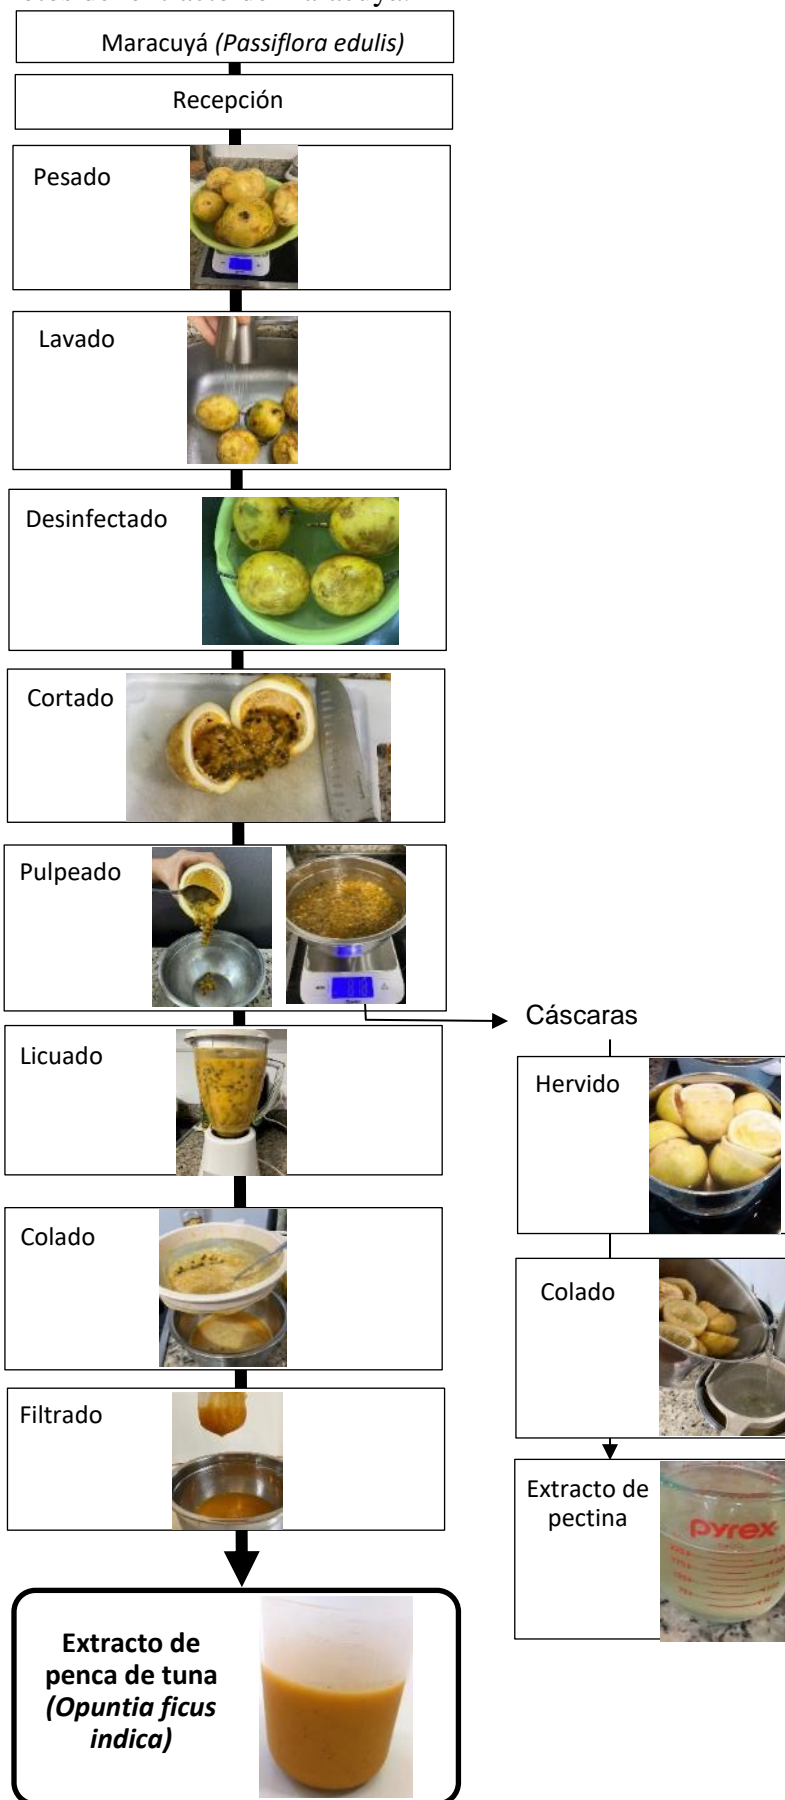 Maracuyá (Passiflora edulis)
Recepción
Pesado
Lavado
Desinfectado
Cortado
Pulpeado
Cáscaras
Licuado
Hervido
Colado
Colado
Filtrado
Extracto de
pectina
pyrex
Extracto de
penca de tuna
(Opuntia ficus
indica)